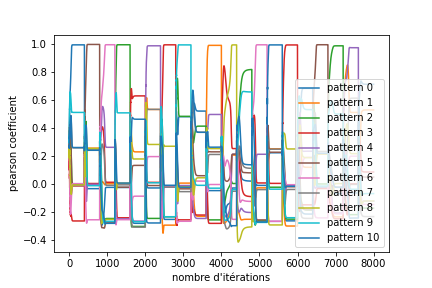 1.0
0.8
0.6
0.4
0.2
0.0
−0.2
−0.4
pearson coefficient
0 1000 2000 3000 4000 5000 6000 7000 8000
nombre d'itérations
pattern 0
pattern 1
pattern 2
pattern 3
pattern 4
pattern 5
pattern 6
pattern 7
pattern 8
pattern 9
pattern 10